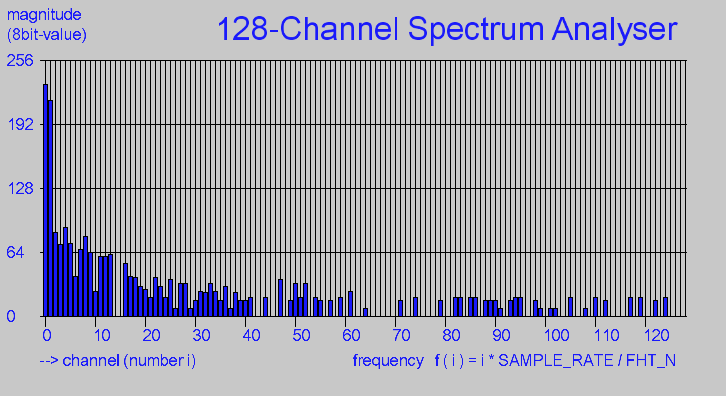 magnitude
(8bit-value)
128-Channel Spectrum Analyser
256
192
128
64
0
0 10 20 30 40 50 60 70 80 90 100 110 120
--> channel (number i)
frequency f ( i ) = i * SAMPLE_RATE / FHT_N